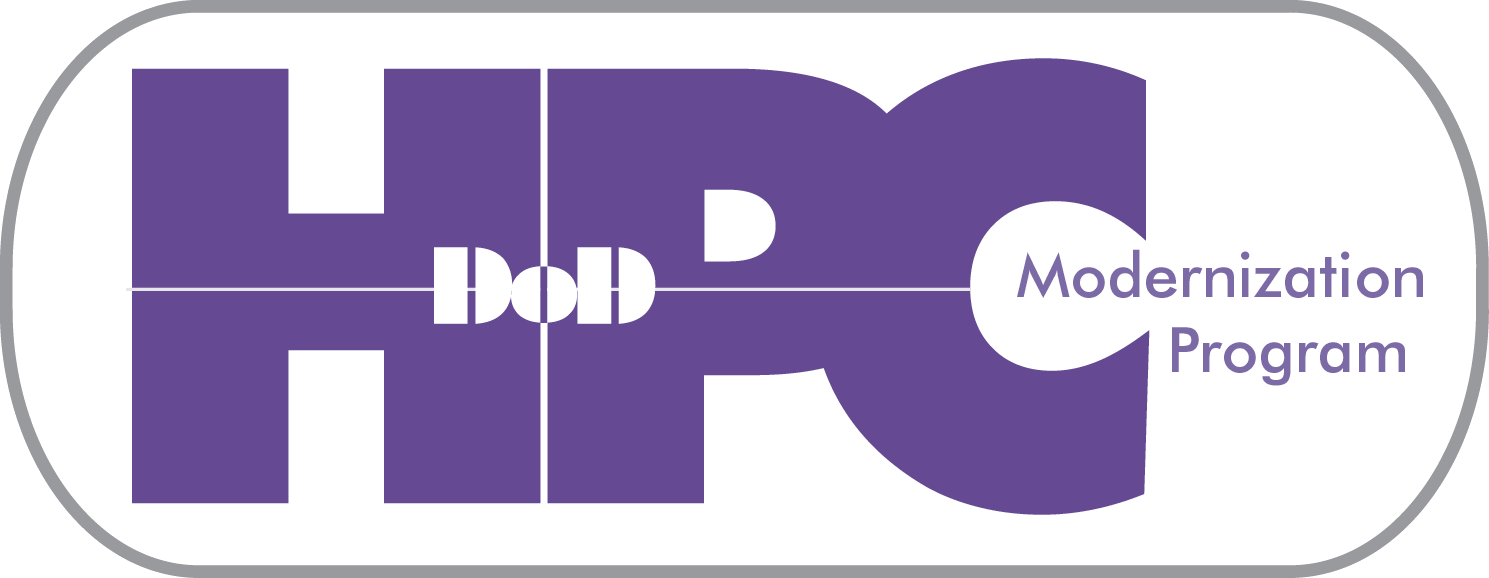 HPC
DoD
Modernization
Program